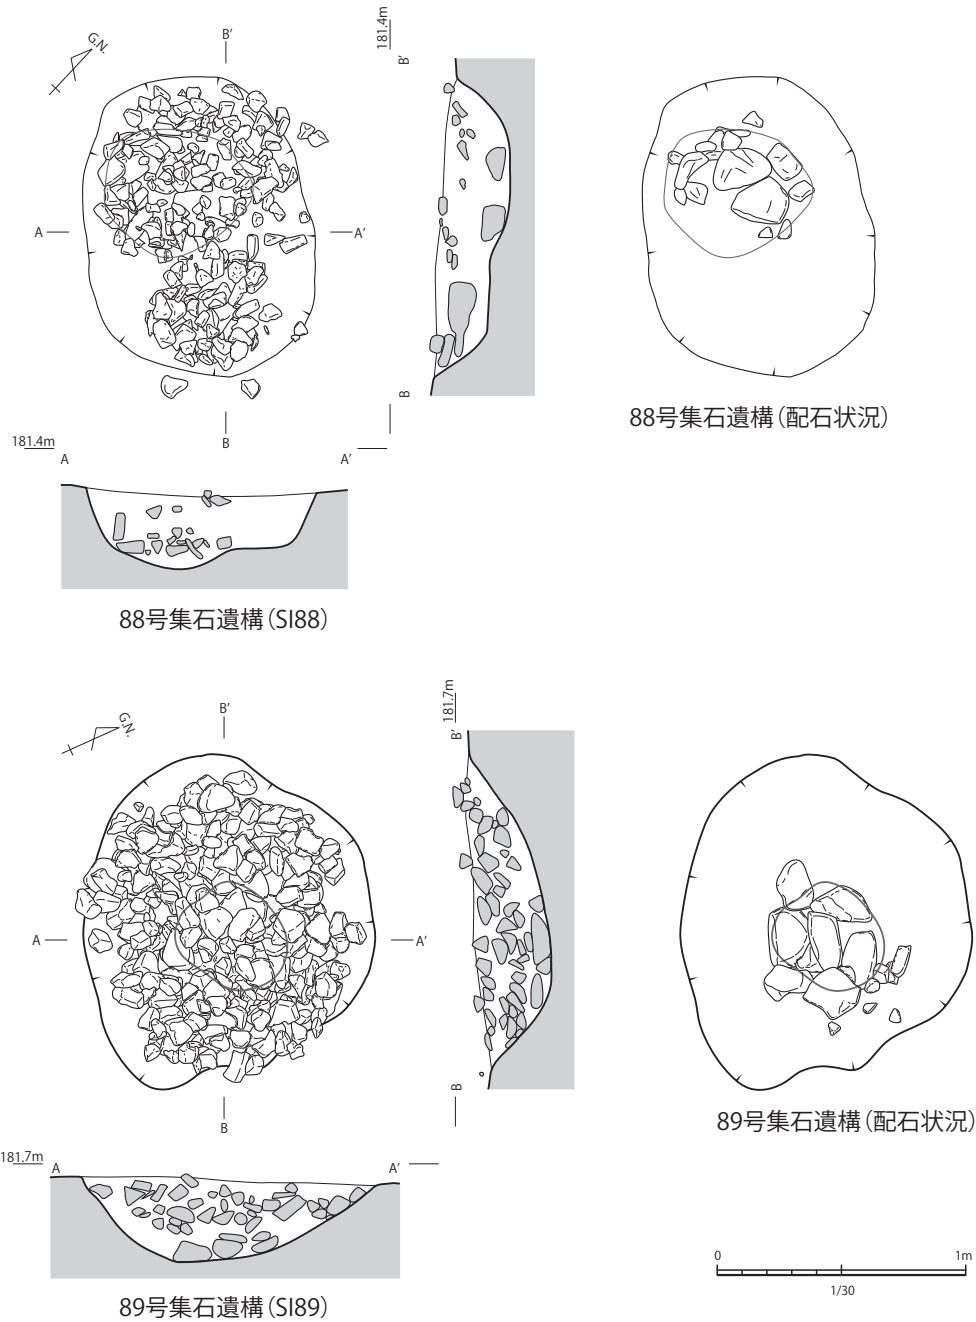 G.N.
B'
A
A'
B
181.4m
B'
B
88号集石遺構（配石状況）
181.4m
A
A'
88号集石遺構（SI88）
G.N.
B'
A
A'
B
181.7m
B'
B
89号集石遺構（配石状況）
181.7m
A
A'
89号集石遺構（SI89）
0
1m
1/30